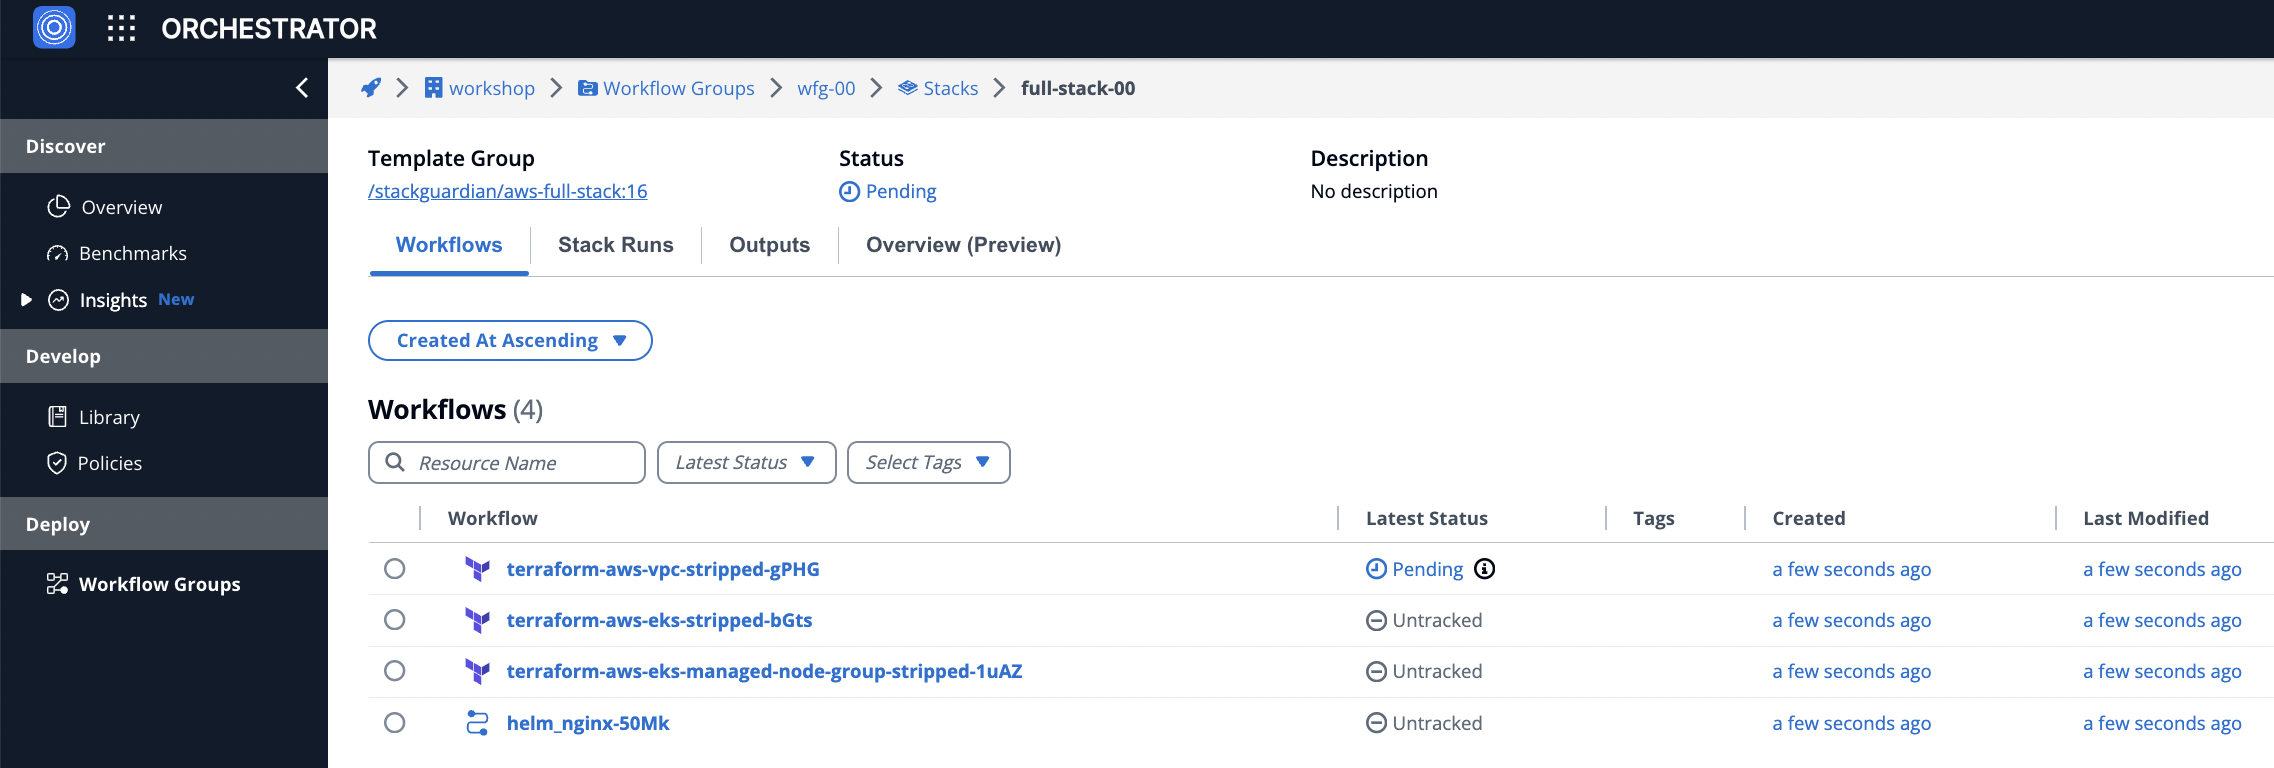 ORCHESTRATOR
workshop
Workflow Groups
wfg-00
Stacks
full-stack-00
Discover
Overview
Benchmarks
Insights New
Develop
Library
Policies
Deploy
Workflow Groups
Template Group
/stackguardian/aws-full-stack:16
Status
Pending
Description
No description
Workflows
Stack Runs
Outputs
Overview (Preview)
Created At Ascending
Workflows (4)
Resource Name
Latest Status
Select Tags
Workflow Latest Status Tags Created Last Modified
terraform-aws-vpc-stripped-gPHG Pending a few seconds ago a few seconds ago
terraform-aws-eks-stripped-bGts Untracked a few seconds ago a few seconds ago
terraform-aws-eks-managed-node-group-stripped-1uAZ Untracked a few seconds ago a few seconds ago
helm_nginx-50Mk Untracked a few seconds ago a few seconds ago